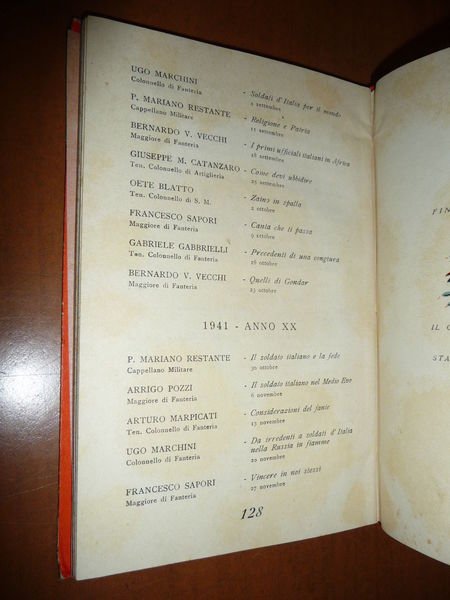 UGO MARCHINI - Soldati d'Italia per il mondo
Colonnello di Fanteria 2 settembre
P. MARIANO RESTANTE - Religione e Patria
Cappellano Militare 11 settembre
BERNARDO V. VECCHI - I primi ufficiali italiani in Africa
Maggiore di Fanteria 18 settembre
GIUSEPPE M. CATANZARO - Come devi ubbidire
Ten. Colonnello di Artiglieria 25 settembre
OETE BLATTO - Zaino in spalla
Ten. Colonnello di S. M. 2 ottobre
FRANCESCO SAPORI - Canta che ti passa
Maggiore di Fanteria 9 ottobre
GABRIELE GABBRIELLI - Precedenti di una congiura
Ten. Colonnello di Fanteria 16 ottobre
BERNARDO V. VECCHI - Quelli di Gondar
Maggiore di Fanteria 23 ottobre
1941 - ANNO XX
P. MARIANO RESTANTE - Il soldato italiano e la fede
Cappellano Militare 30 ottobre
ARRIGO POZZI - Il soldato italiano nel Medio Evo
Maggiore di Fanteria 6 novembre
ARTURO MARPICATI - Considerazioni del fante
Ten. Colonnello di Fanteria 13 novembre
UGO MARCHINI - Da irredenti a soldati d'Italia
Colonnello di Fanteria nella Russia in fiamme
20 novembre
FRANCESCO SAPORI - Vincere in noi stessi
Maggiore di Fanteria 27 novembre
128
FIN
IL
STA